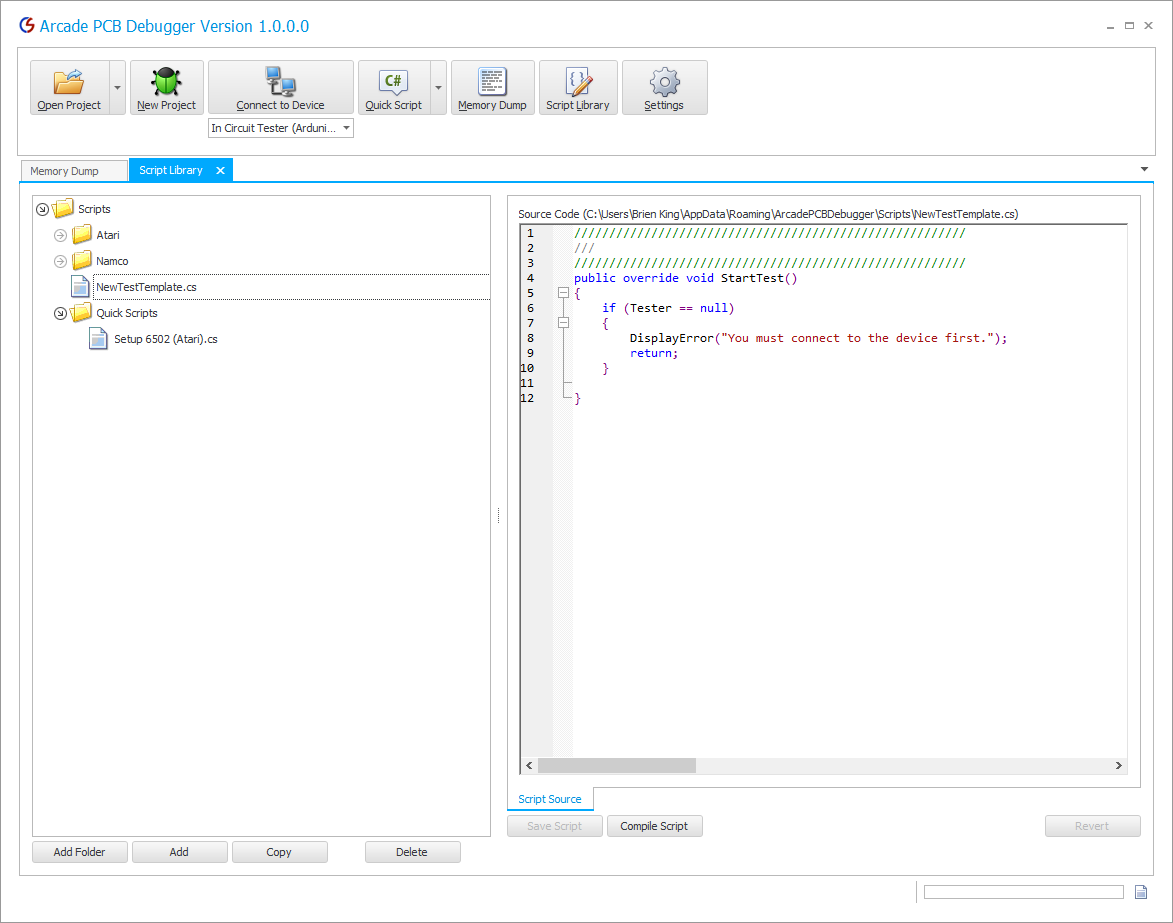 Arcade PCB Debugger Version 1.0.0.0
Open Project
New Project
Connect to Device
C#
Quick Script
Memory Dump
{}
Script Library
Settings
In Circuit Tester (Arduni...
Memory Dump
Script Library
Scripts
Atari
Namco
NewTestTemplate.cs
Quick Scripts
Setup 6502 (Atari).cs
Source Code (C:\Users\Brien King\AppData\Roaming\ArcadePCBDebugger\Scripts\NewTestTemplate.cs)
1 ////////////////////////////////////////////////////////
2 ///
3 ////////////////////////////////////////////////////////
4 public override void StartTest()
5 {
6 if (Tester == null)
7 {
8 DisplayError("You must connect to the device first.");
9 return;
10 }
11
12 }
Script Source
Save Script
Compile Script
Revert
Add Folder
Add
Copy
Delete